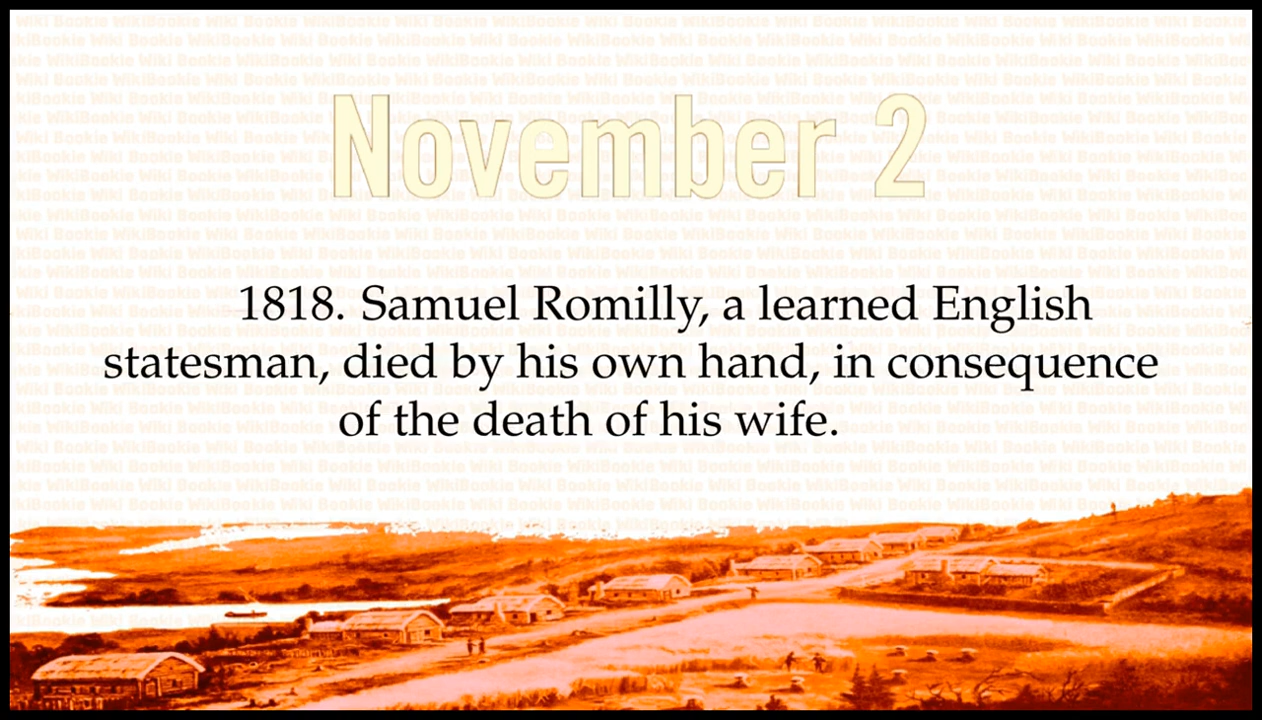 November 2
1818. Samuel Romilly, a learned English
statesman, died by his own hand, in consequence
of the death of his wife.